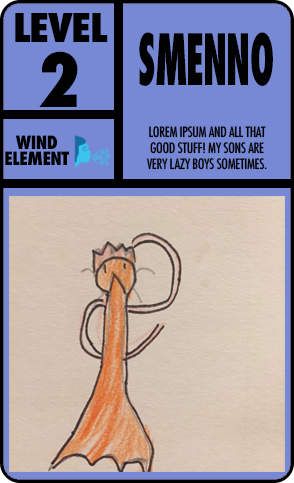 LEVEL
2
SMENNO
LOREM IPSUM AND ALL THAT
GOOD STUFF! MY SONS ARE
VERY LAZY BOYS SOMETIMES.
WIND
ELEMENT